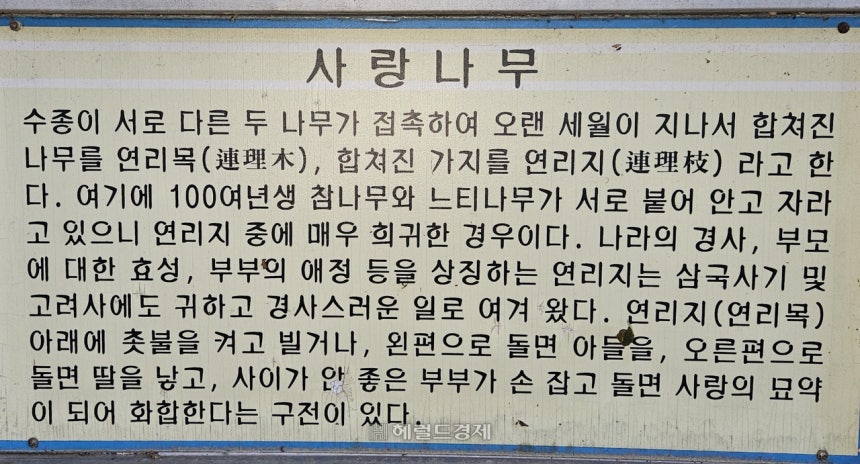 사랑나무
수종이 서로 다른 두 나무가 접촉하여 오랜 세월이 지나서 합쳐진
나무를 연리목(連理木), 합쳐진 가지를 연리지(連理枝) 라고 한
다. 여기에 100여년생 참나무와 느티나무가 서로 붙어 안고 자라
고 있으니 연리지 중에 매우 희귀한 경우이다. 나라의 경사, 부모
에 대한 효성, 부부의 애정 등을 상징하는 연리지는 삼국사기 및
고려사에도 귀하고 경사스러운 일로 여겨 왔다. 연리지(연리목)
아래에 촛불을 켜고 빌거나, 왼편으로 돌면 아들을, 오른편으로
돌면 딸을 낳고, 사이가 안 좋은 부부가 손 잡고 돌면 사랑의 묘약
이 되어 화합한다는 구전이 있다.
헤럴드경제